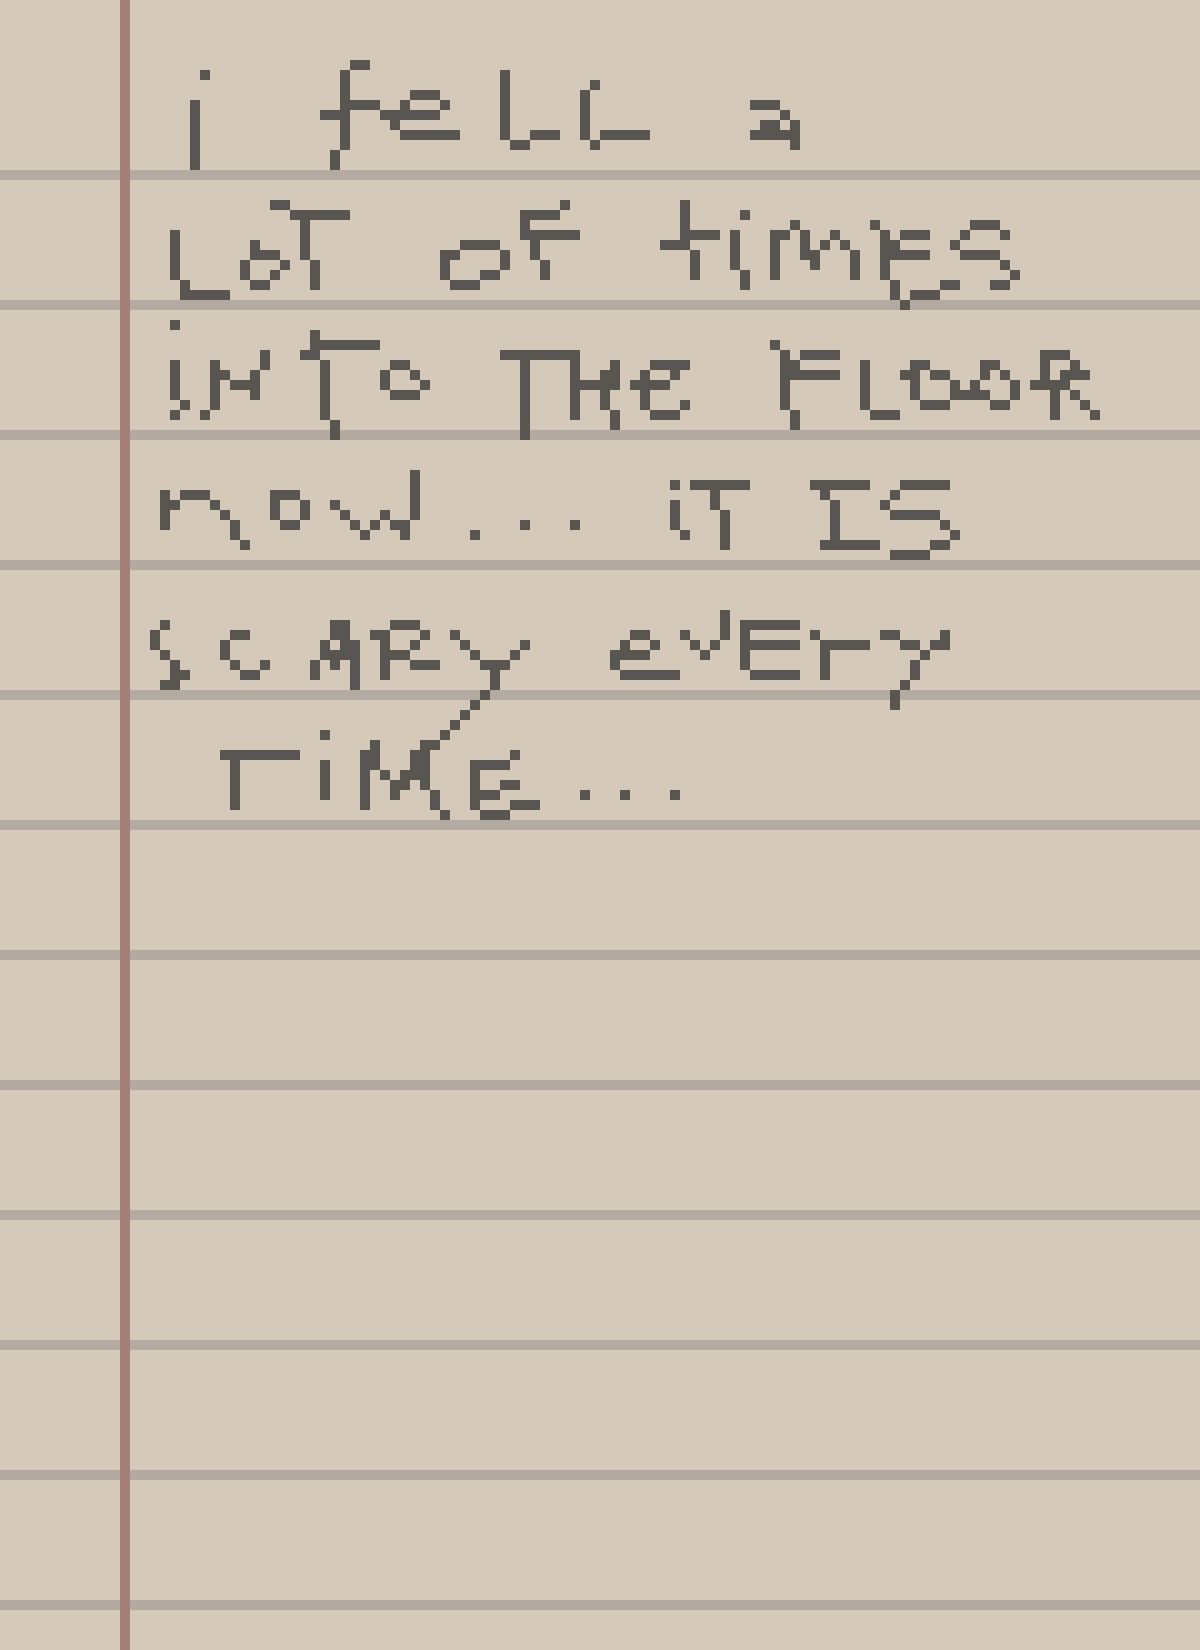 i feLL a
LoT oF timEs
iNTo THe FLooR
now... iT IS
scARy evEry
TiME...